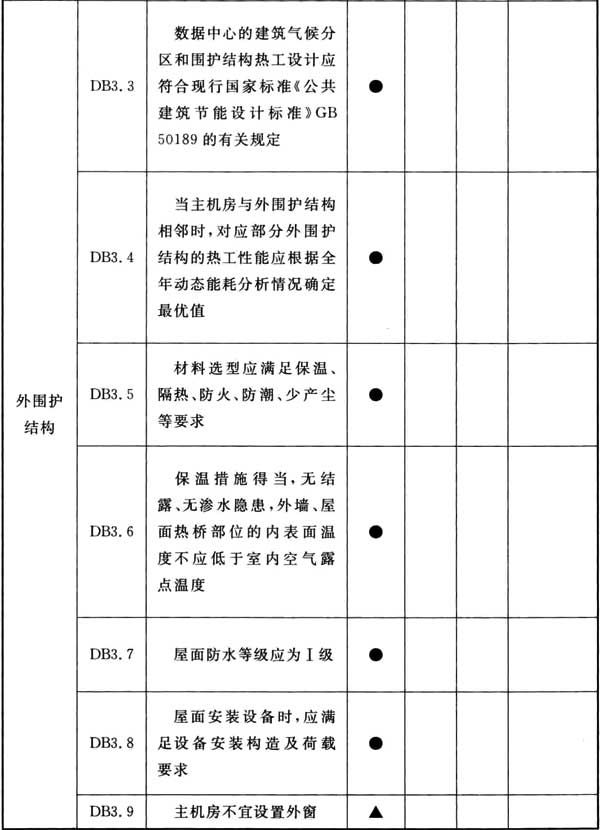 数据中心的建筑气候分
区和围护结构热工设计应
DB3.3 符合现行国家标准《公共 ●
建筑节能设计标准》GB
50189的有关规定
当主机房与外围护结构
相邻时,对应部分外围护
DB3.4 结构的热工性能应根据全 ●
年动态能耗分析情况确定
最优值
材料选型应满足保温、
外围护
结构
DB3.5 隔热、防火、防潮、少产尘 ●
等要求
保温措施得当,无结
露、无渗水隐患,外墙、屋
DB3.6 面热桥部位的内表面温 ●
度不应低于室内空气露
点温度
DB3.7 屋面防水等级应为Ⅰ级 ●
屋面安装设备时,应满
DB3.8 足设备安装构造及荷载 ●
要求
DB3.9 主机房不宜设置外窗 ▲